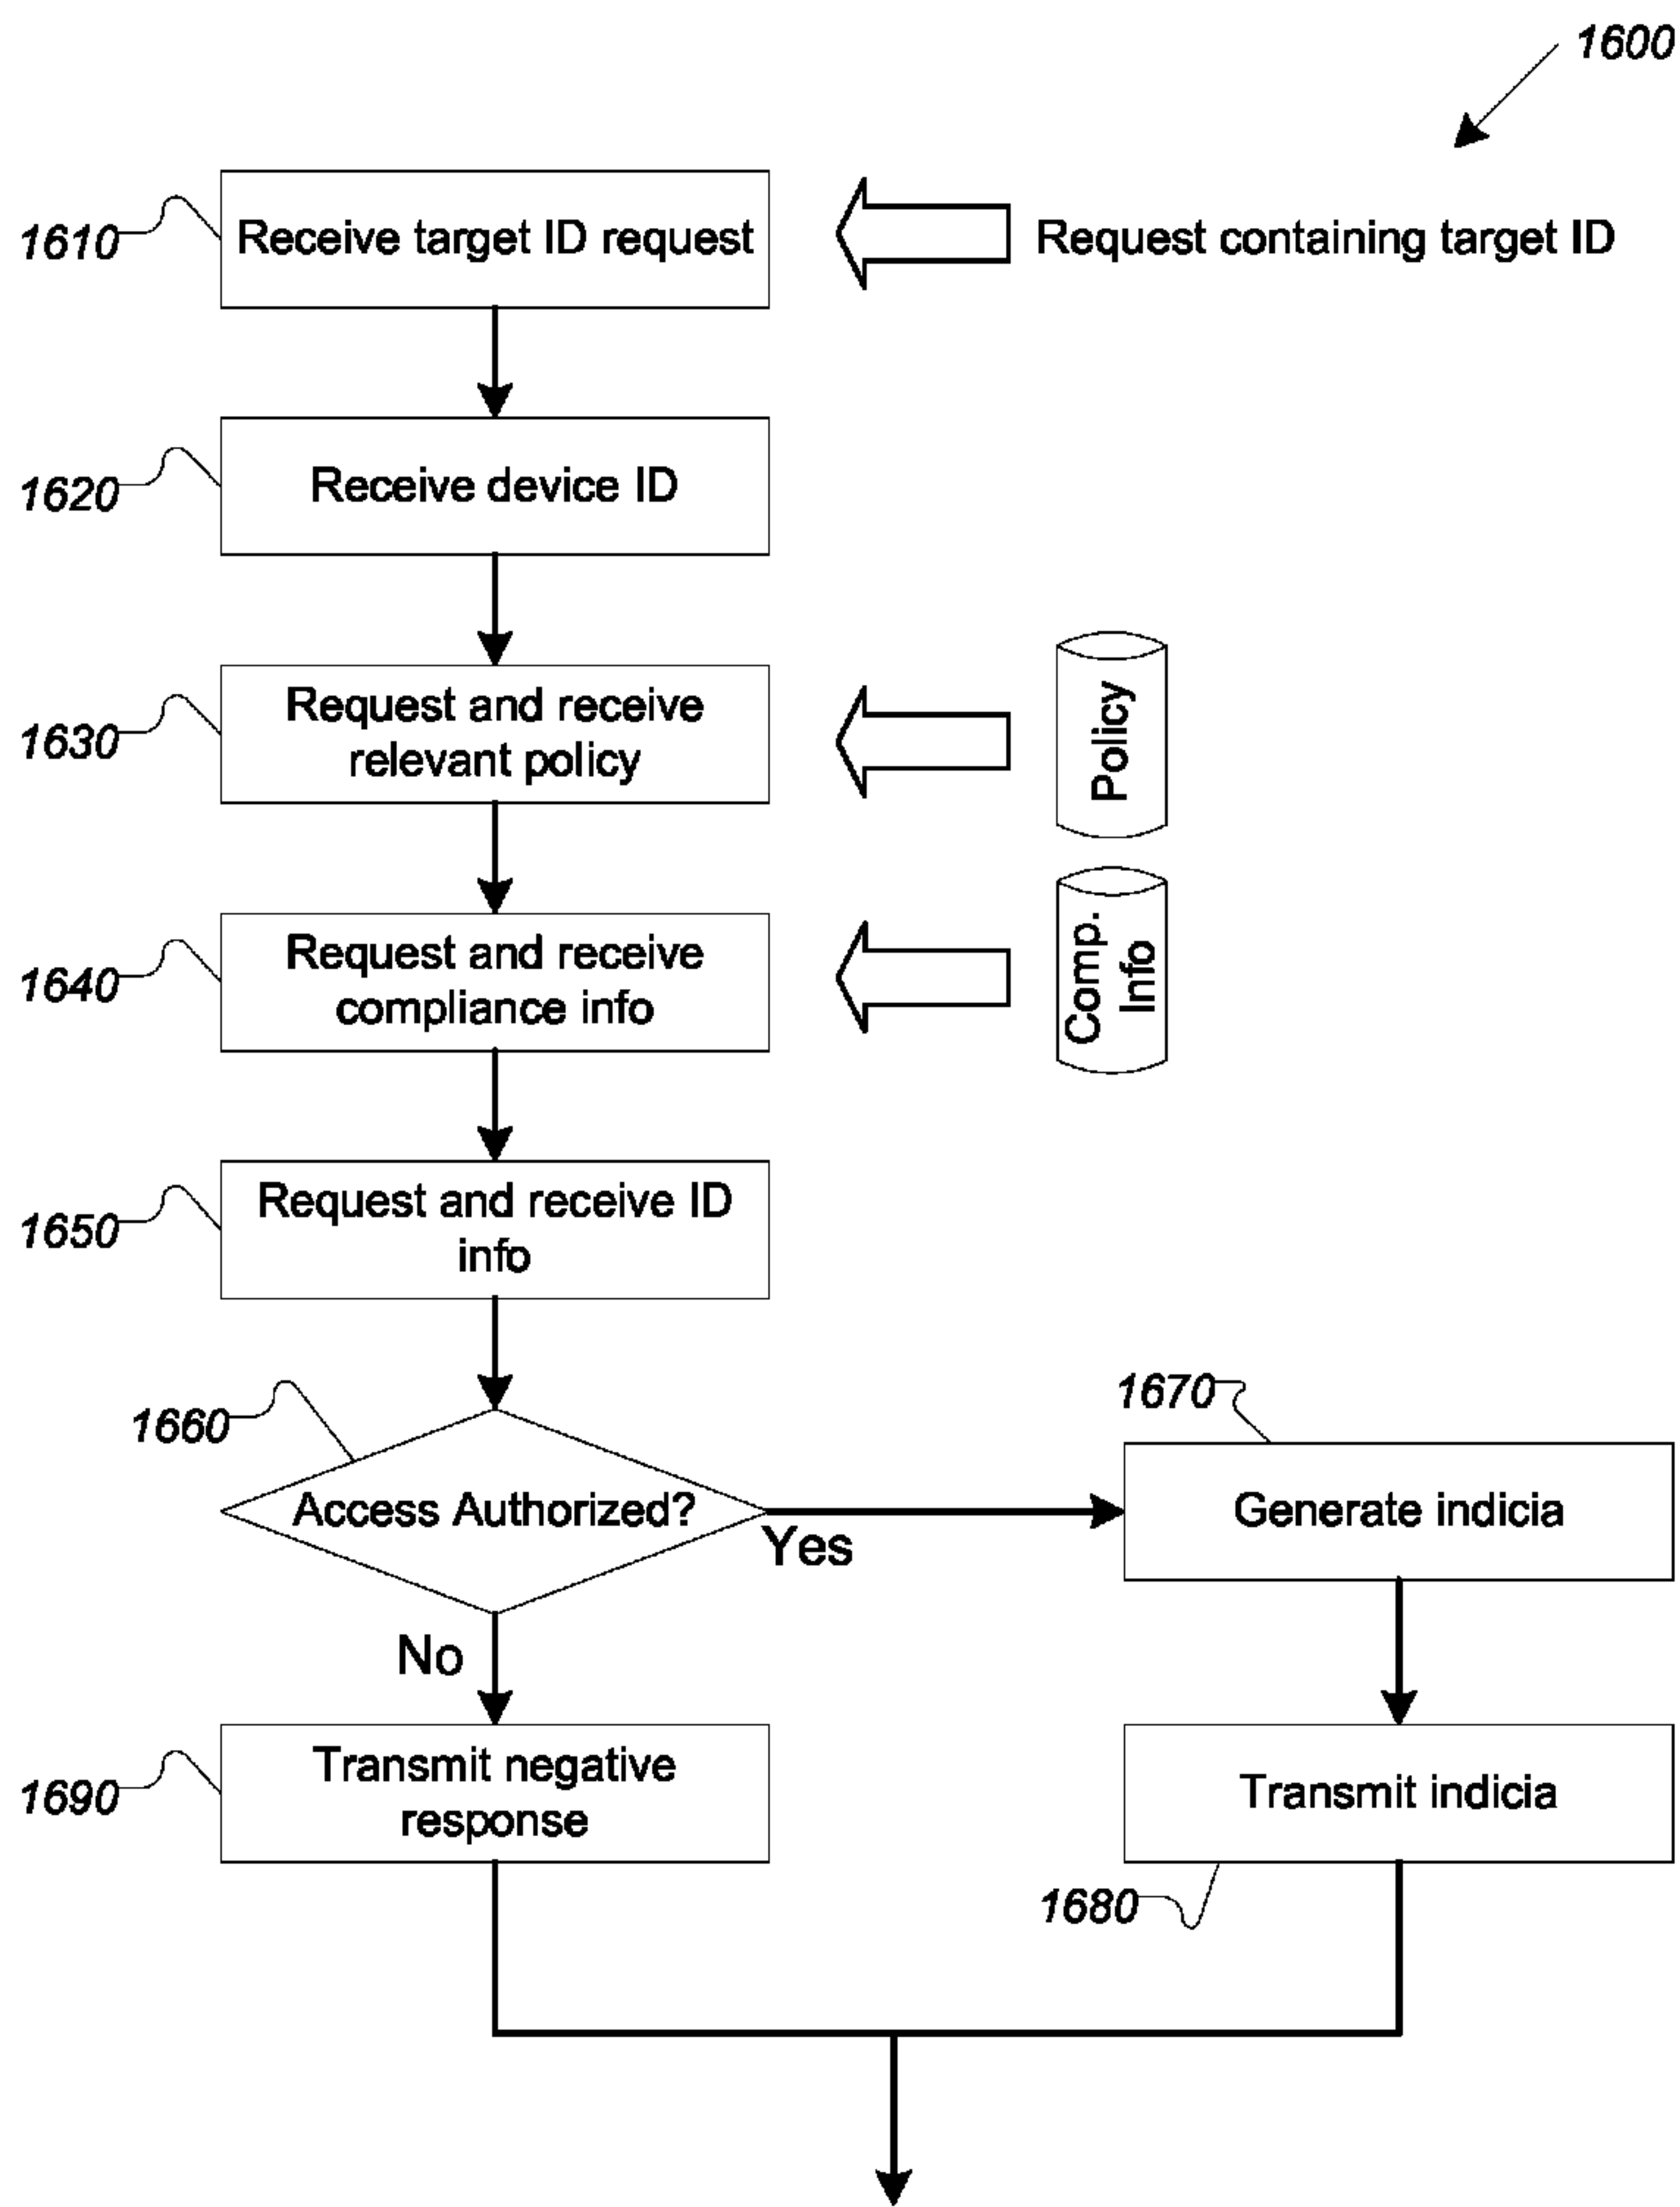 1600
1610
Receive target ID request
Request containing target ID
1620
Receive device ID
1630
Request and receive
relevant policy
Policy
1640
Request and receive
compliance info
Comp.
Info
1650
Request and receive ID
info
1660
Access Authorized?
Yes
No
1670
Generate indicia
1690
Transmit negative
response
Transmit indicia
1680